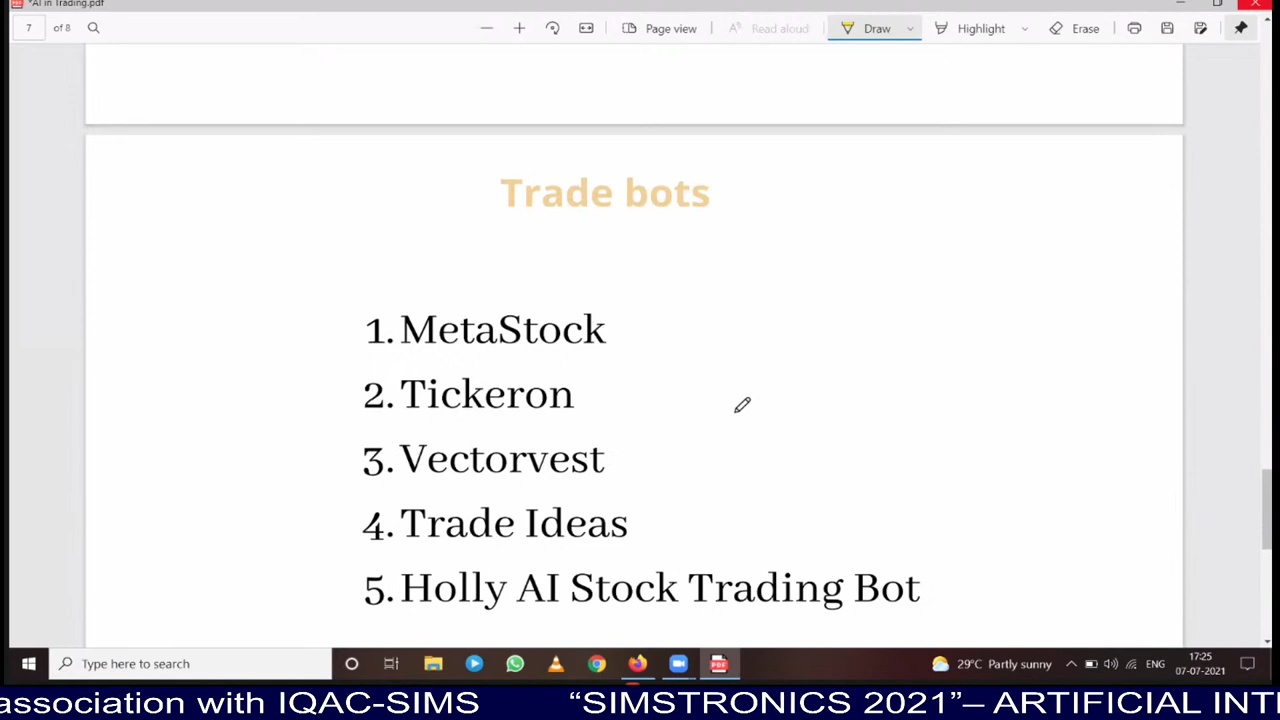 *AI in Trading.pdf
7 of 8 Page view Read aloud Draw Highlight Erase
Trade bots
1. MetaStock
2. Tickeron
3. Vectorvest
4. Trade Ideas
5. Holly AI Stock Trading Bot
Type here to search 29°C Partly sunny ENG 17:25
07-07-2021
association with IQAC-SIMS “SIMSTRONICS 2021”– ARTIFICIAL INT